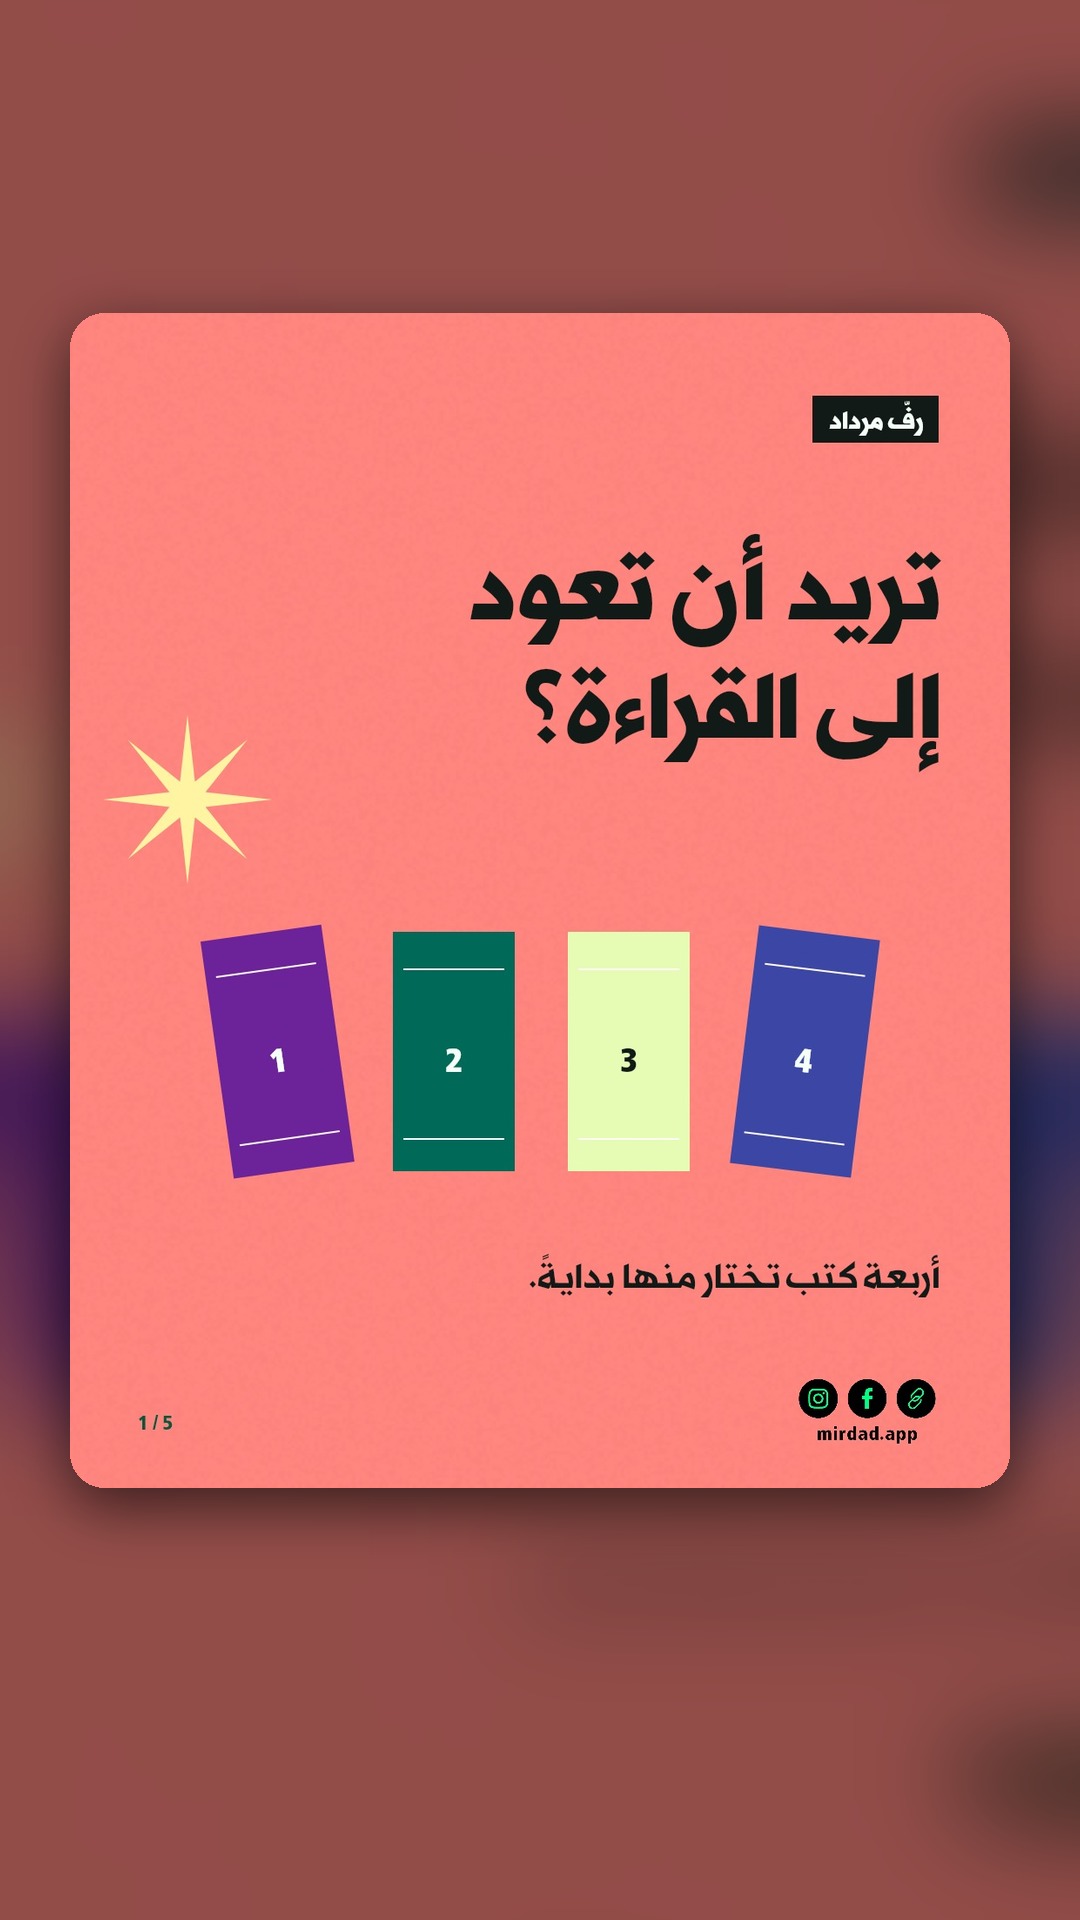 رفّ مرداد
تريد أن تعود
إلى القراءة؟
1
2
3
4
أربعة كتب تختار منها بدايةً.
mirdad.app
1 / 5